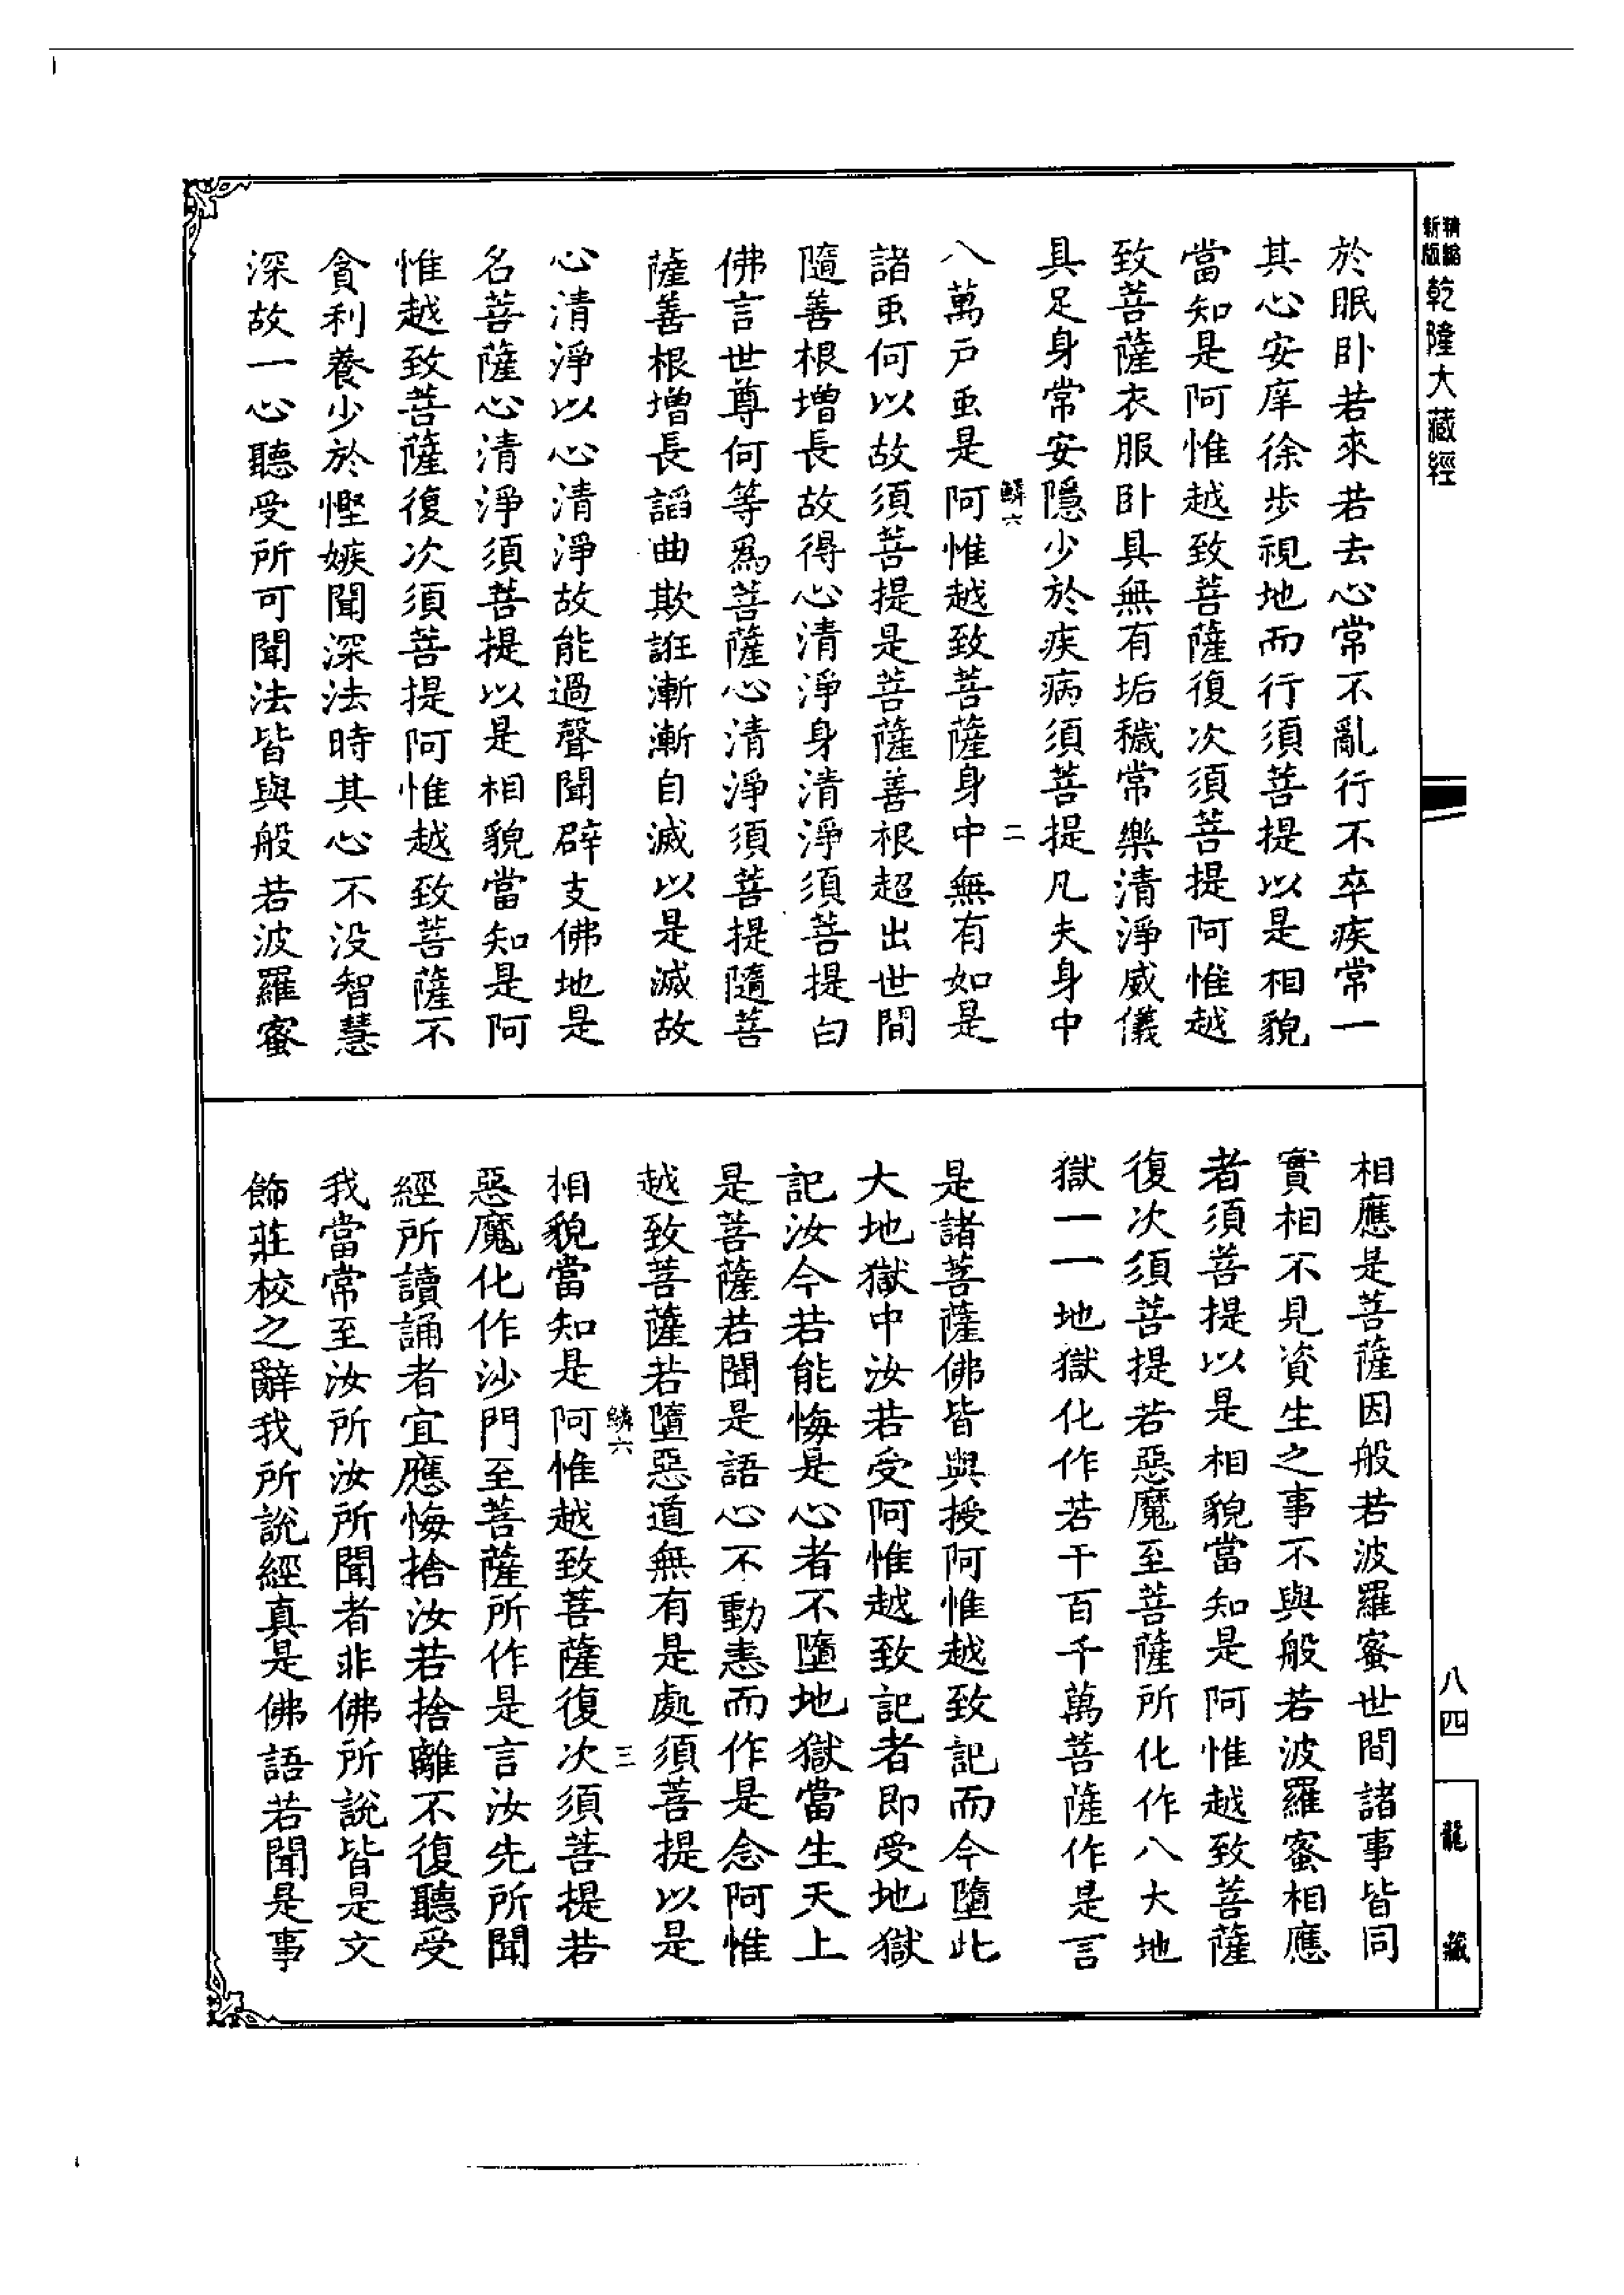 精縮新版 乾隆大藏經
於眠卧若來若去心常不亂行不卒疾常一
其心安庠徐步視地而行須菩提以是相貌
當知是阿惟越致菩薩復次須菩提阿惟越
致菩薩衣服卧具無有垢穢常樂清淨威儀
具足身常安隱少於疾病須菩提凡夫身中
鱗六 二
八萬戶䖝是阿惟越致菩薩身中無有如是
諸䖝何以故須菩提是菩薩善根超出世間
隨善根增長故得心清淨身清淨須菩提白
佛言世尊何等爲菩薩心清淨須菩提隨菩
薩善根增長謟曲欺誑漸漸自滅以是滅故
心清淨以心清淨故能過聲聞辟支佛地是
名菩薩心清淨須菩提以是相貌當知是阿
惟越致菩薩復次須菩提阿惟越致菩薩不
貪利養少於慳嫉聞深法時其心不没智慧
深故一心聽受所可聞法皆與般若波羅蜜
相應是菩薩因般若波羅蜜世間諸事皆同
實相不見資生之事不與般若波羅蜜相應
者須菩提以是相貌當知是阿惟越致菩薩
復次須菩提若惡魔至菩薩所化作八大地
獄一一地獄化作若干百千萬菩薩作是言
是諸菩薩佛皆與授阿惟越致記而今墮此
大地獄中汝若受阿惟越致記者即受地獄
記汝今若能悔是心者不墮地獄當生天上
是菩薩若聞是語心不動恚而作是念阿惟
越致菩薩若墮惡道無有是處須菩提以是
鱗六 三
相貌當知是阿惟越致菩薩復次須菩提若
惡魔化作沙門至菩薩所作是言汝先所聞
經所讀誦者宜應悔捨汝若捨離不復聽受
我當常至汝所汝所聞者非佛所說皆是文
飾莊校之辭我所說經真是佛語若聞是事
八四
龍藏